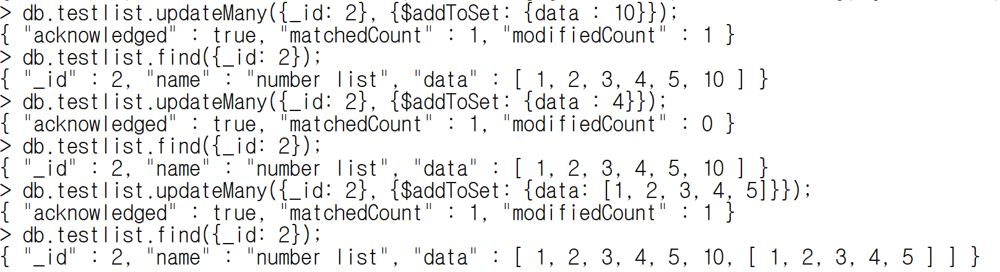 > db.testlist.updateMany({_id: 2}, {$addToSet: {data : 10}});
{ "acknowledged" : true, "matchedCount" : 1, "modifiedCount" : 1 }
> db.testlist.find({_id: 2});
{ "_id" : 2, "name" : "number list", "data" : [ 1, 2, 3, 4, 5, 10 ] }
> db.testlist.updateMany({_id: 2}, {$addToSet: {data : 4}});
{ "acknowledged" : true, "matchedCount" : 1, "modifiedCount" : 0 }
> db.testlist.find({_id: 2});
{ "_id" : 2, "name" : "number list", "data" : [ 1, 2, 3, 4, 5, 10 ] }
> db.testlist.updateMany({_id: 2}, {$addToSet: {data: [1, 2, 3, 4, 5]}});
{ "acknowledged" : true, "matchedCount" : 1, "modifiedCount" : 1 }
> db.testlist.find({_id: 2});
{ "_id" : 2, "name" : "number list", "data" : [ 1, 2, 3, 4, 5, 10, [ 1, 2, 3, 4, 5 ] ] }